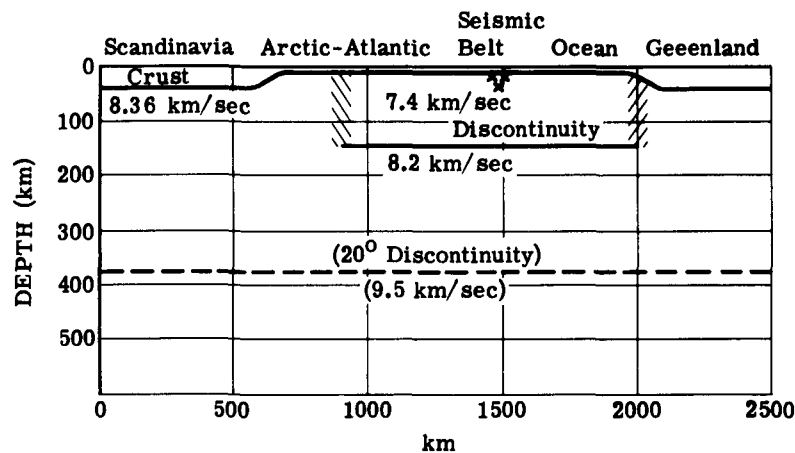 Seismic
Scandinavia Arctic-Atlantic Belt Ocean Geeenland
0
Crust
8.36 km/sec
7.4 km/sec
100
Discontinuity
8.2 km/sec
200
300
(20° Discontinuity)
(9.5 km/sec)
400
500
DEPTH (km)
0 500 1000 1500 2000 2500
km